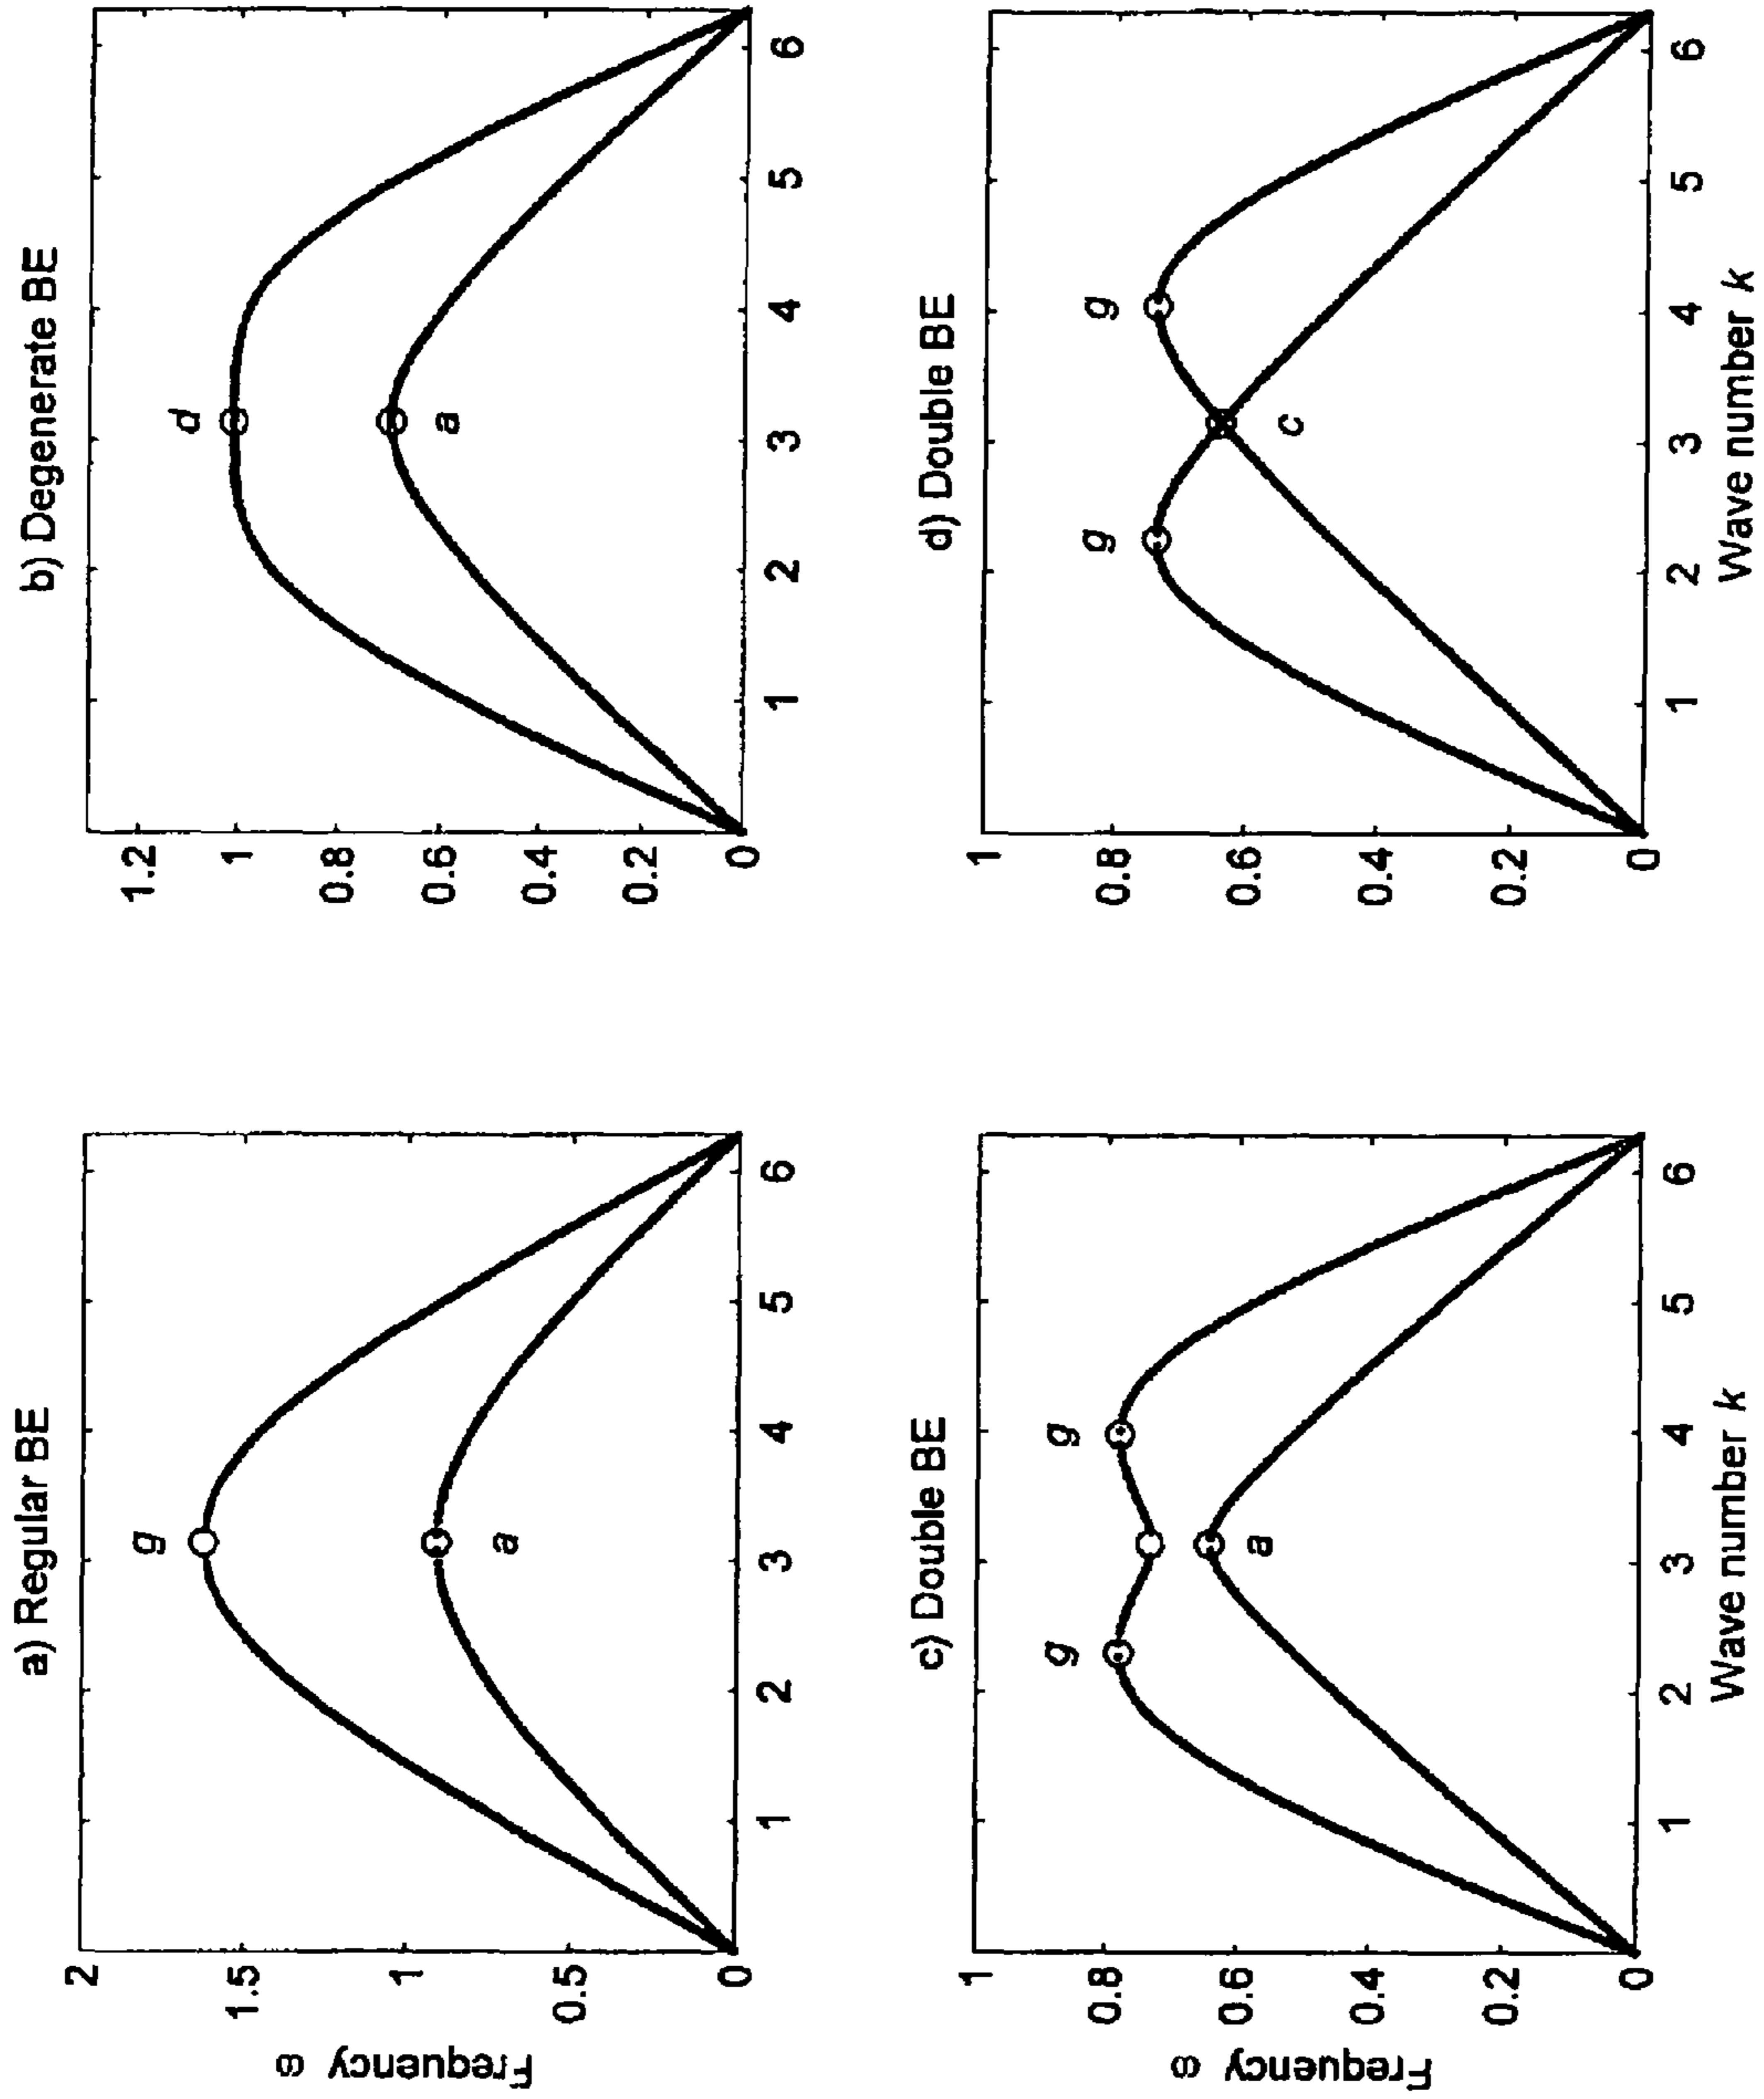 a) Regular BE
Frequency ω
2
1.5
1
0.5
0
g
a
1 2 3 4 5 6
b) Degenerate BE
1.2
1
0.8
0.6
0.4
0.2
0
d
a
1 2 3 4 5 6
c) Double BE
Frequency ω
1
0.8
0.6
0.4
0.2
0
g g
a
1 2 3 4 5 6
Wave number k
d) Double BE
1
0.8
0.6
0.4
0.2
0
g g
c
1 2 3 4 5 6
Wave number k